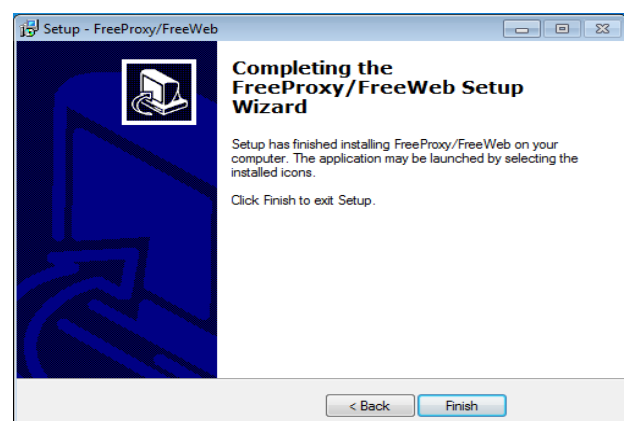 Setup - FreeProxy/FreeWeb
Completing the
FreeProxy/FreeWeb Setup
Wizard
Setup has finished installing FreeProxy/FreeWeb on your
computer. The application may be launched by selecting the
installed icons.
Click Finish to exit Setup.
< Back
Finish